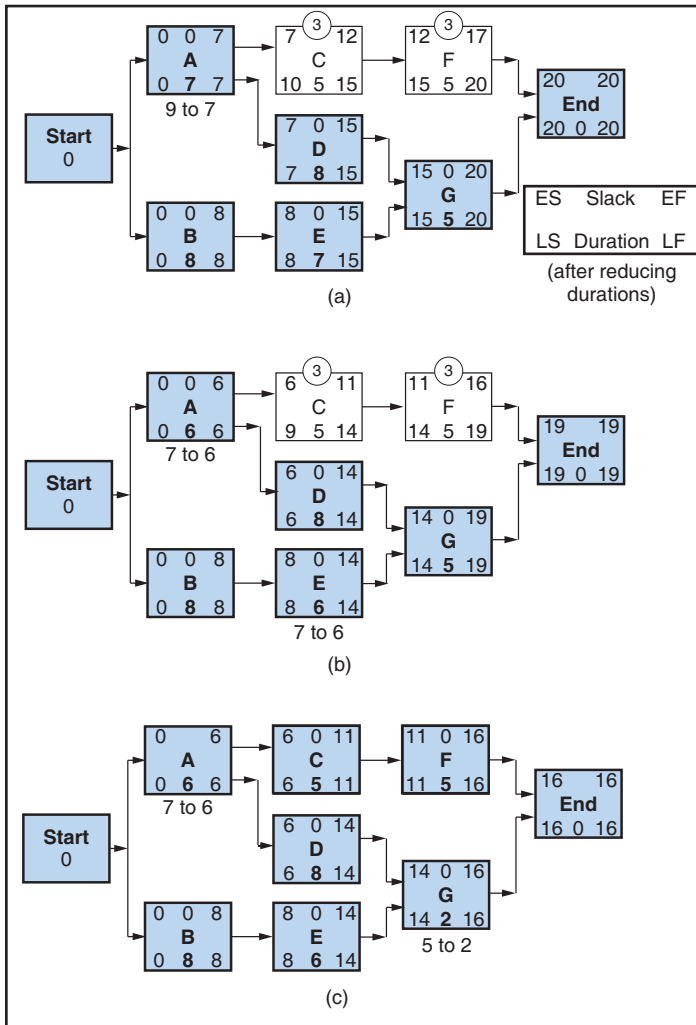 0 0 7
A
0 7 7
9 to 7
3
7 12
C
10 5 15
3
12 17
F
15 5 20
20 20
End
20 0 20
Start
0
7 0 15
D
7 8 15
15 0 20
G
15 5 20
0 0 8
B
0 8 8
8 0 15
E
8 7 15
ES Slack EF
LS Duration LF
(after reducing
durations)
(a)
0 0 6
A
0 6 6
7 to 6
3
6 11
C
9 5 14
3
11 16
F
14 5 19
19 19
End
19 0 19
Start
0
6 0 14
D
6 8 14
14 0 19
G
14 5 19
0 0 8
B
0 8 8
8 0 14
E
8 6 14
7 to 6
(b)
0 6
A
0 6 6
7 to 6
6 0 11
C
6 5 11
11 0 16
F
11 5 16
16 16
End
16 0 16
Start
0
6 0 14
D
6 8 14
14 0 16
G
14 2 16
5 to 2
0 0 8
B
0 8 8
8 0 14
E
8 6 14
(c)